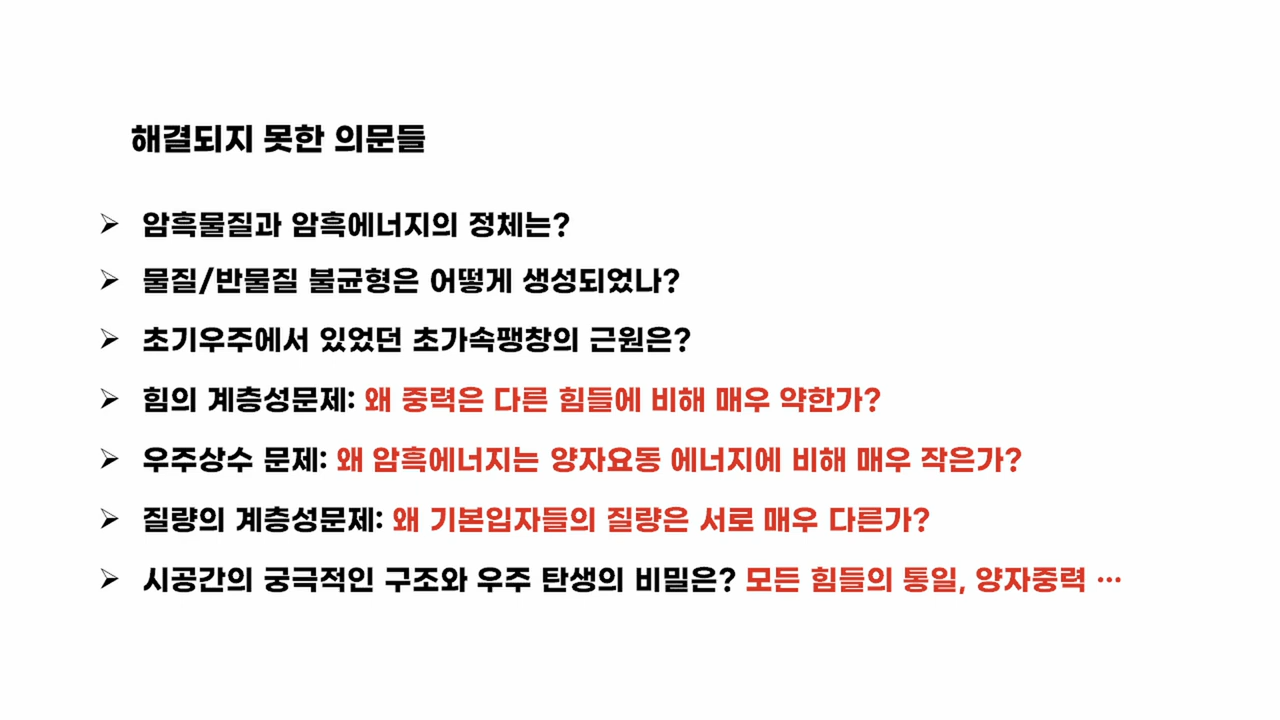 해결되지 못한 의문들
➢ 암흑물질과 암흑에너지의 정체는?
➢ 물질/반물질 불균형은 어떻게 생성되었나?
➢ 초기우주에서 있었던 초가속팽창의 근원은?
➢ 힘의 계층성문제: 왜 중력은 다른 힘들에 비해 매우 약한가?
➢ 우주상수 문제: 왜 암흑에너지는 양자요동 에너지에 비해 매우 작은가?
➢ 질량의 계층성문제: 왜 기본입자들의 질량은 서로 매우 다른가?
➢ 시공간의 궁극적인 구조와 우주 탄생의 비밀은? 모든 힘들의 통일, 양자중력 ⋯